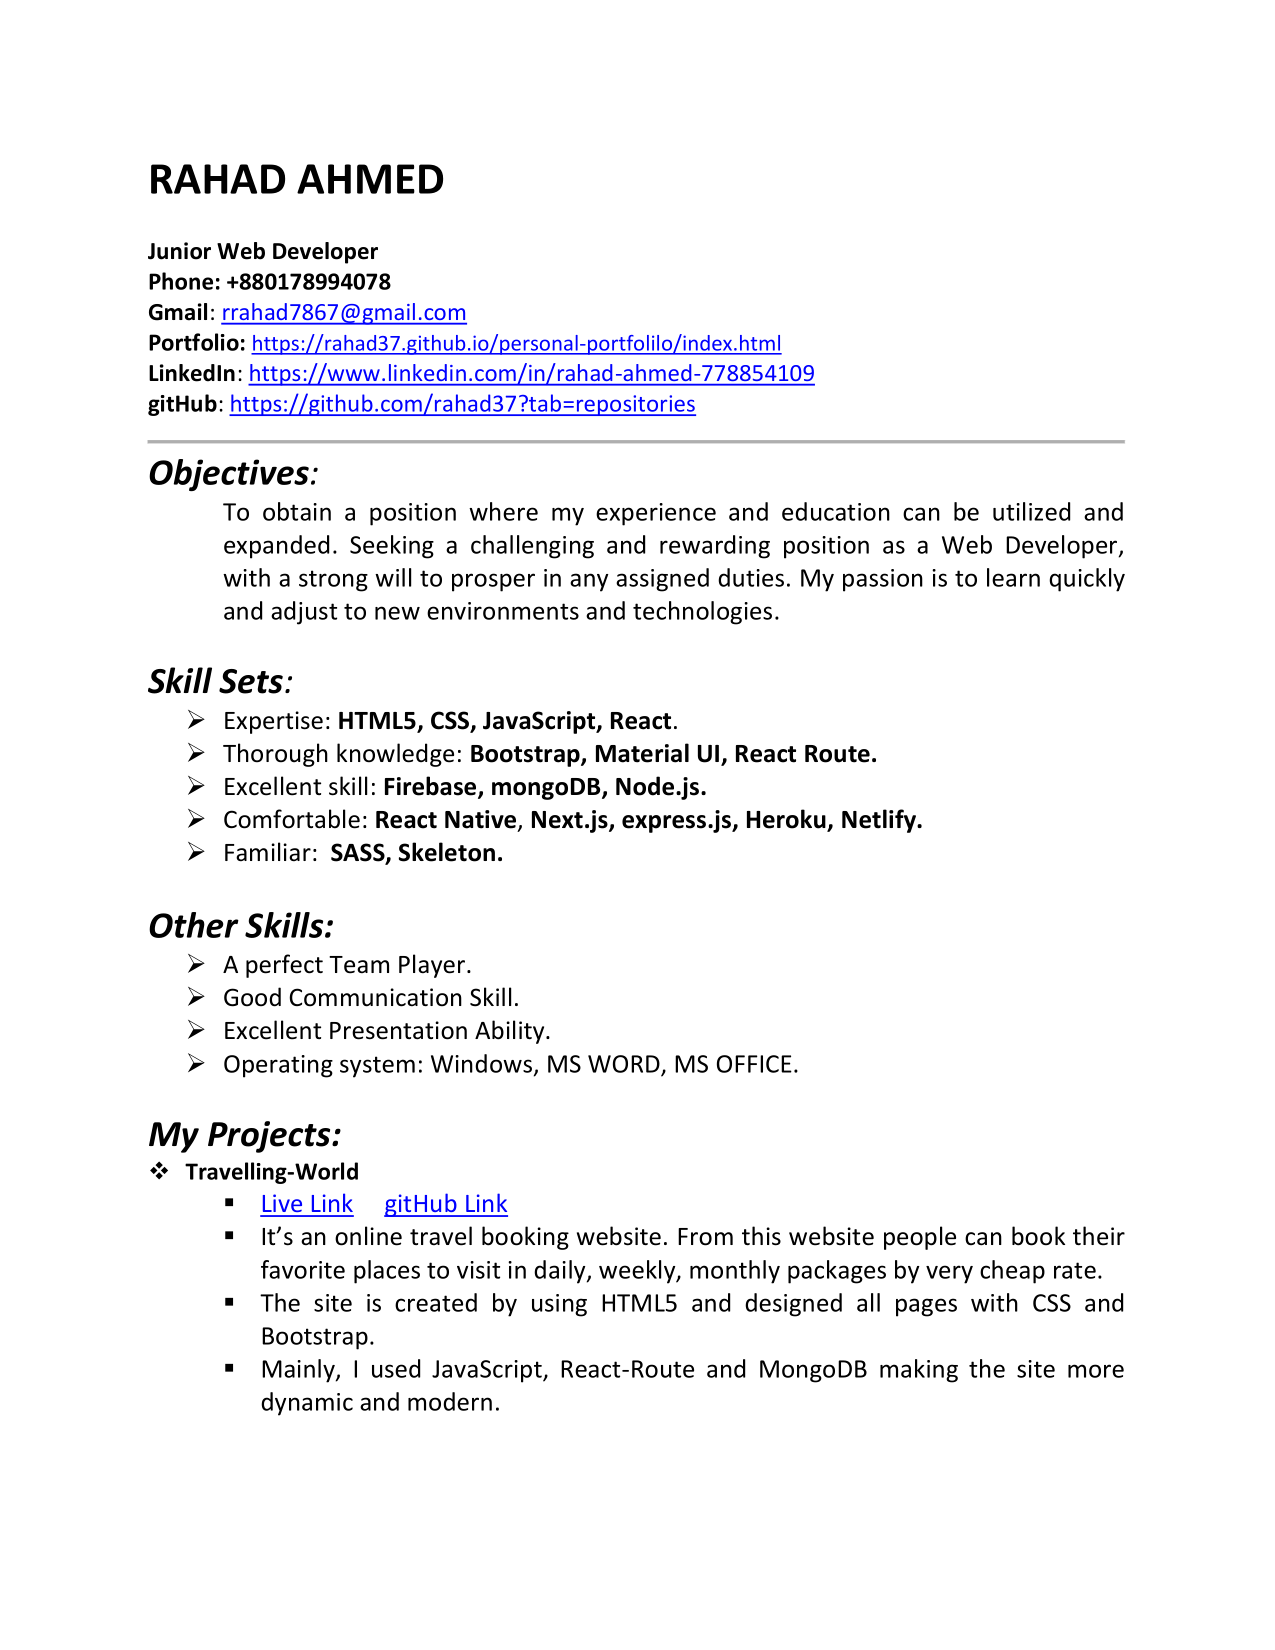 RAHAD AHMED
Junior Web Developer
Phone: +880178994078
Gmail: rrahad7867@gmail.com
Portfolio: https://rahad37.github.io/personal-portfolilo/index.html
LinkedIn: https://www.linkedin.com/in/rahad-ahmed-778854109
gitHub: https://github.com/rahad37?tab=repositories
Objectives:
To obtain a position where my experience and education can be utilized and
expanded. Seeking a challenging and rewarding position as a Web Developer,
with a strong will to prosper in any assigned duties. My passion is to learn quickly
and adjust to new environments and technologies.
Skill Sets:
➢ Expertise: HTML5, CSS, JavaScript, React.
➢ Thorough knowledge: Bootstrap, Material UI, React Route.
➢ Excellent skill: Firebase, mongoDB, Node.js.
➢ Comfortable: React Native, Next.js, express.js, Heroku, Netlify.
➢ Familiar: SASS, Skeleton.
Other Skills:
➢ A perfect Team Player.
➢ Good Communication Skill.
➢ Excellent Presentation Ability.
➢ Operating system: Windows, MS WORD, MS OFFICE.
My Projects:
❖ Travelling-World
▪ Live Link gitHub Link
▪ It’s an online travel booking website. From this website people can book their
favorite places to visit in daily, weekly, monthly packages by very cheap rate.
▪ The site is created by using HTML5 and designed all pages with CSS and
Bootstrap.
▪ Mainly, I used JavaScript, React-Route and MongoDB making the site more
dynamic and modern.